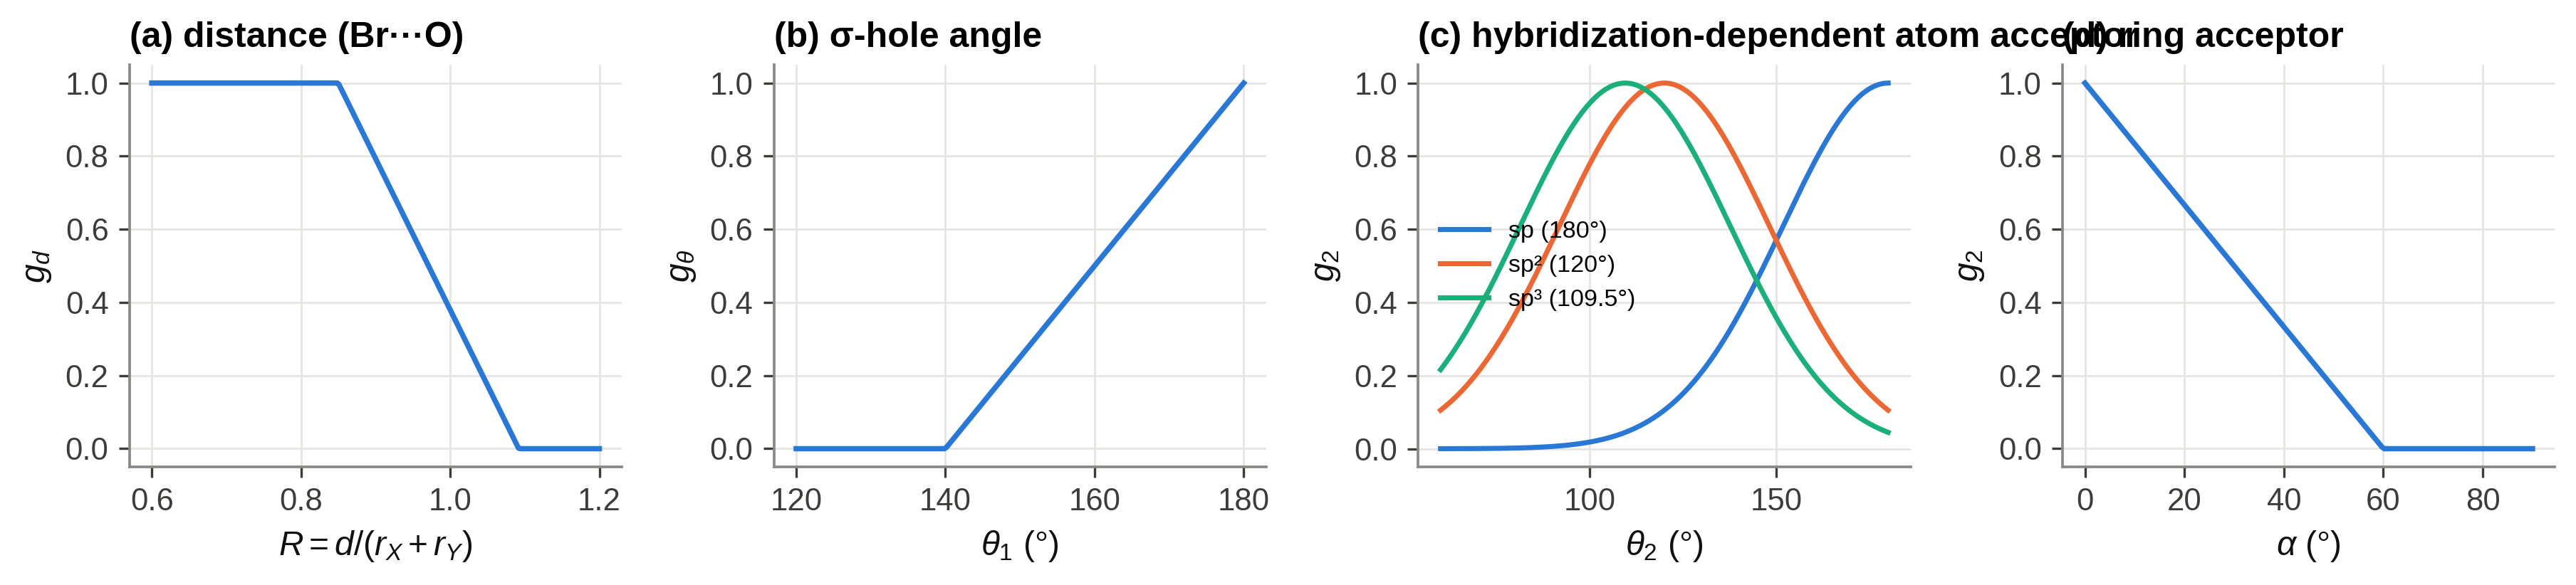 (a) distance (Br···O)
1.0
0.8
0.6
0.4
0.2
0.0
g_d
0.6 0.8 1.0 1.2
R = d/(r_X + r_Y)
(b) σ-hole angle
1.0
0.8
0.6
0.4
0.2
0.0
g_θ
120 140 160 180
θ_1 (°)
(c) hybridization-dependent atom acceptor
1.0
0.8
0.6
0.4
0.2
0.0
g_2
sp (180°)
sp² (120°)
sp³ (109.5°)
100 150
θ_2 (°)
(d) ring acceptor
1.0
0.8
0.6
0.4
0.2
0.0
g_2
0 20 40 60 80
α (°)